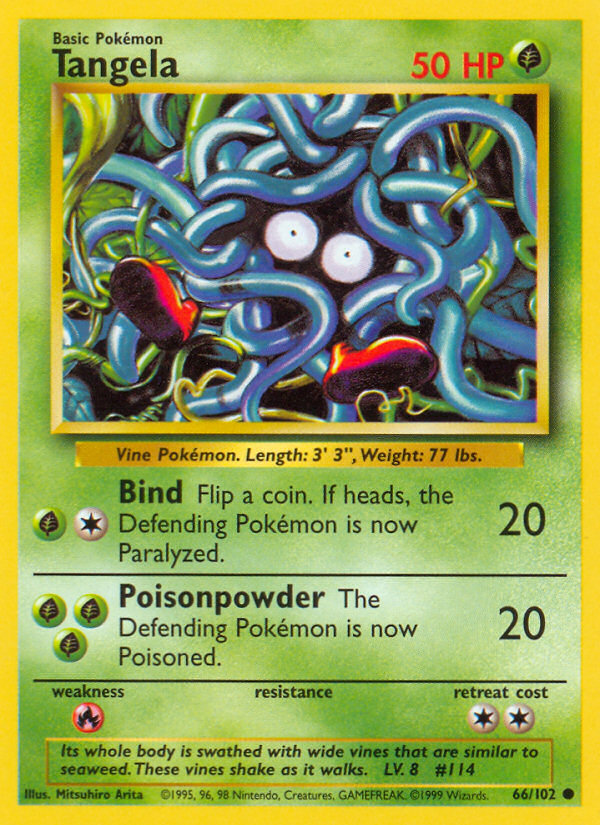 Basic Pokémon
Tangela
50 HP
Vine Pokémon. Length: 3' 3", Weight: 77 lbs.
Bind Flip a coin. If heads, the
Defending Pokémon is now
Paralyzed.
20
Poisonpowder The
Defending Pokémon is now
Poisoned.
20
weakness
resistance
retreat cost
Its whole body is swathed with wide vines that are similar to
seaweed. These vines shake as it walks. LV. 8 #114
Illus. Mitsuhiro Arita ©1995, 96, 98 Nintendo, Creatures, GAMEFREAK. ©1999 Wizards. 66/102